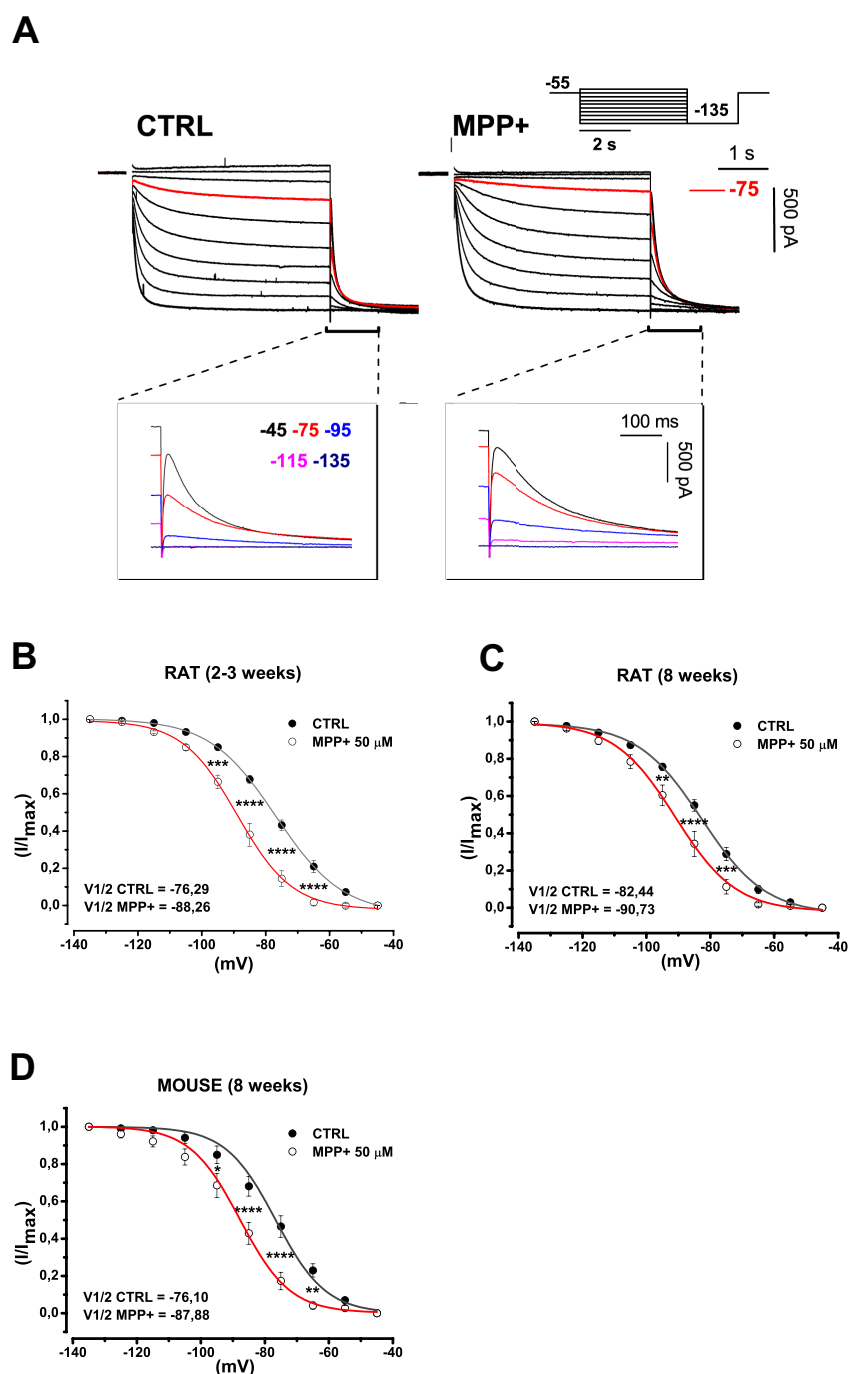 A
-55
-135
2 s
CTRL
MPP+
1 s
-75
500 pA
-45 -75 -95
-115 -135
100 ms
500 pA
B
RAT (2-3 weeks)
CTRL
MPP+ 50 μM
(I/Imax)
1,0
0,8
0,6
0,4
0,2
0,0
***
****
****
****
V1/2 CTRL = -76,29
V1/2 MPP+ = -88,26
-140 -120 -100 -80 -60 -40
(mV)
C
RAT (8 weeks)
CTRL
MPP+ 50 μM
(I/Imax)
1,0
0,8
0,6
0,4
0,2
0,0
**
****
***
V1/2 CTRL = -82,44
V1/2 MPP+ = -90,73
-140 -120 -100 -80 -60 -40
(mV)
D
MOUSE (8 weeks)
CTRL
MPP+ 50 μM
(I/Imax)
1,0
0,8
0,6
0,4
0,2
0,0
*
****
****
**
V1/2 CTRL = -76,10
V1/2 MPP+ = -87,88
-140 -120 -100 -80 -60 -40
(mV)